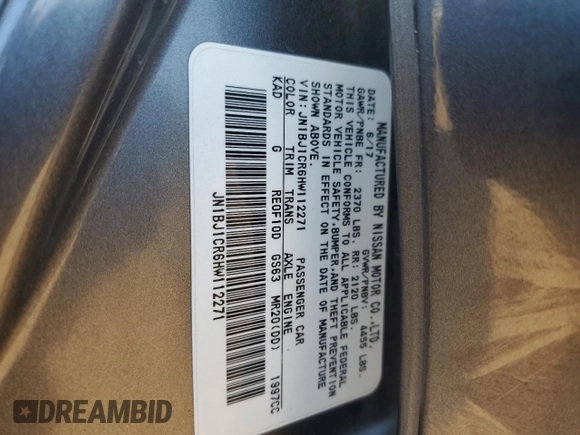 MANUFACTURED BY NISSAN MOTOR CO.,LTD.
DATE: 6/17 GVWR/PNBV: 4455 LBS.
GAWR/PNBE FR: 2370 LBS. RR: 2120 LBS.
THIS VEHICLE CONFORMS TO ALL APPLICABLE FEDERAL
MOTOR VEHICLE SAFETY,BUMPER,AND THEFT PREVENTION
STANDARDS IN EFFECT ON THE DATE OF MANUFACTURE
SHOWN ABOVE.
VIN: JN1BJ1CR6HW112271 PASSENGER CAR
COLOR TRIM TRANS AXLE ENGINE
KAD G RE0F10D GS63 MR20(DD) 1997CC
JN1BJ1CR6HW112271
DREAMBID